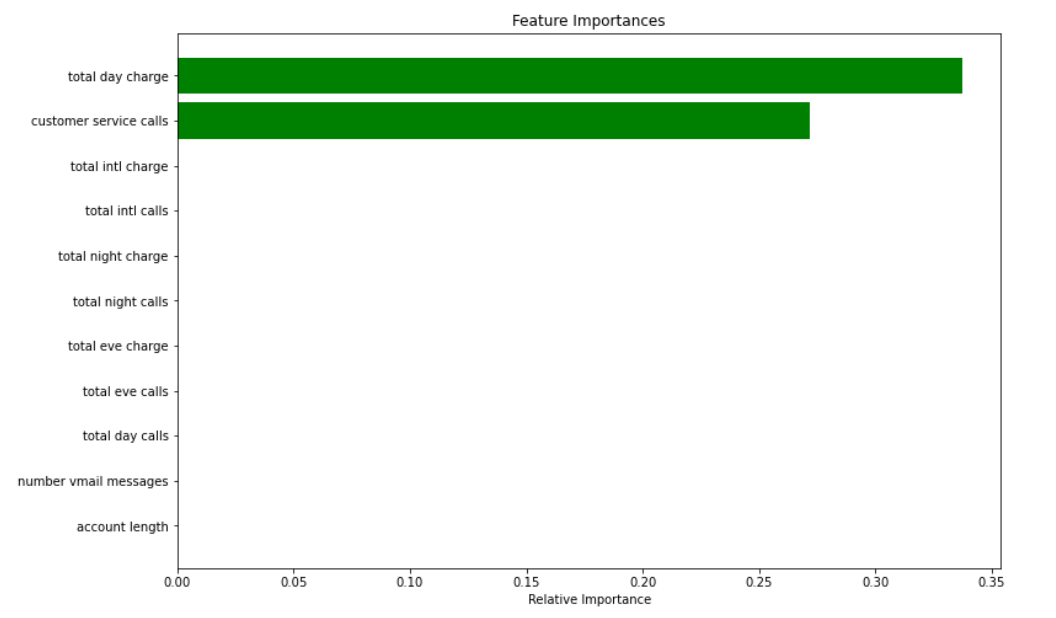 Feature Importances
total day charge
customer service calls
total intl charge
total intl calls
total night charge
total night calls
total eve charge
total eve calls
total day calls
number vmail messages
account length
0.00 0.05 0.10 0.15 0.20 0.25 0.30 0.35
Relative Importance